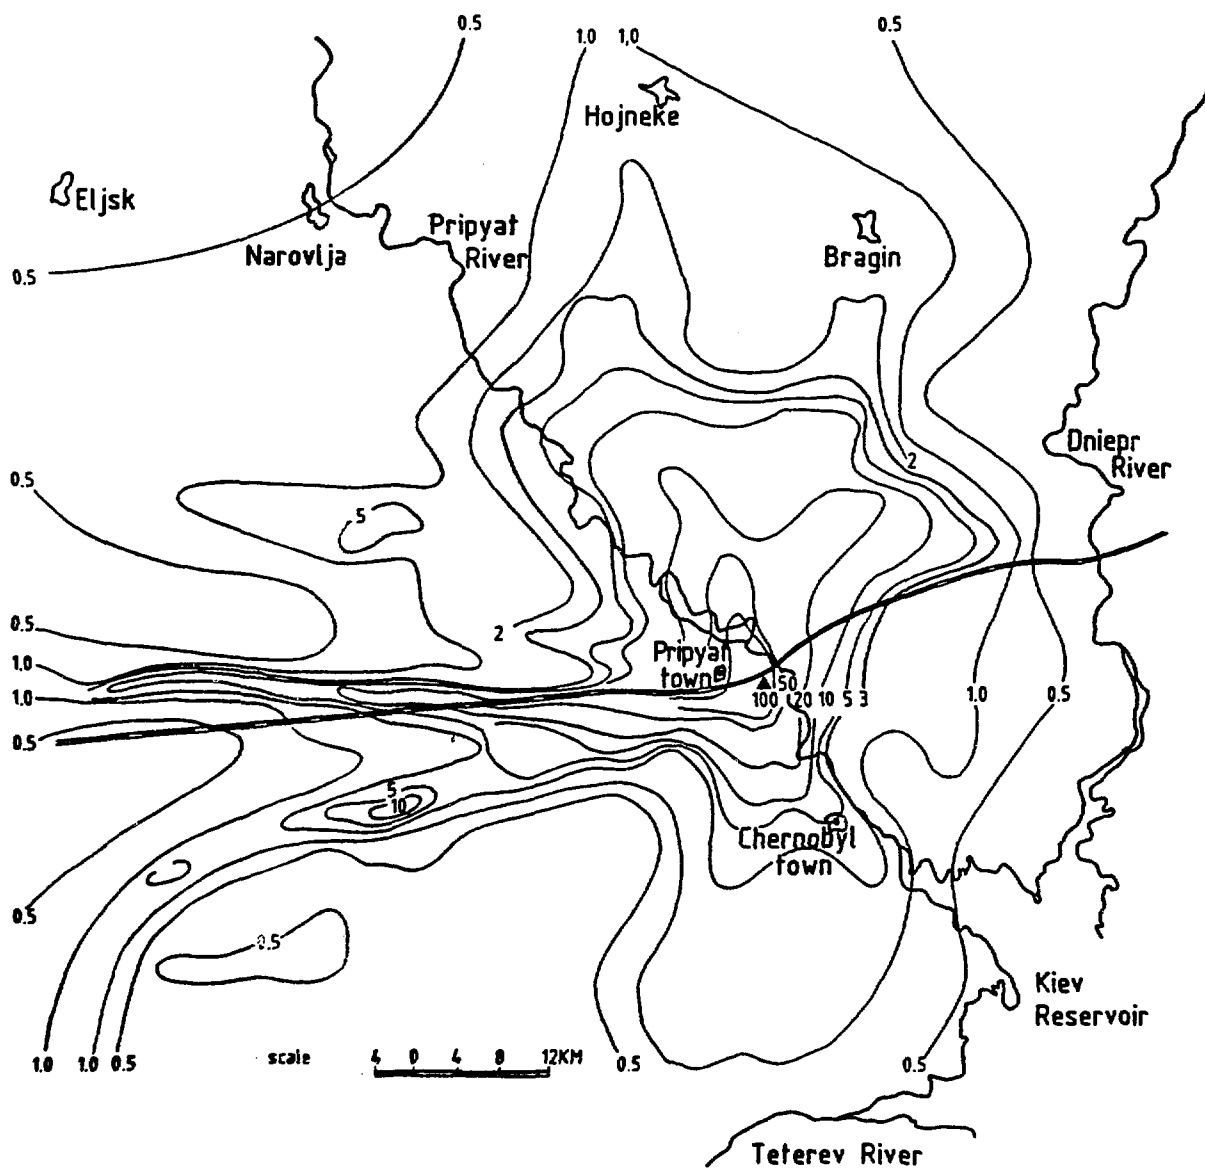 0.5
1.0 1,0
0.5
Hojneke
Eljsk
Narovlja
Pripyat
River
Bragin
0.5
Dniepr
River
2
0.5
5
0.5
2
1.0
Pripyat
town
50
100 20 10 5 3
1.0
0.5
1.0
0.5
5
10
Chernobyl
town
0.5
0.5
Kiev
Reservoir
scale
4 0 4 8 12KM
1.0 1.0 0.5
0.5
0.5
Teterev River